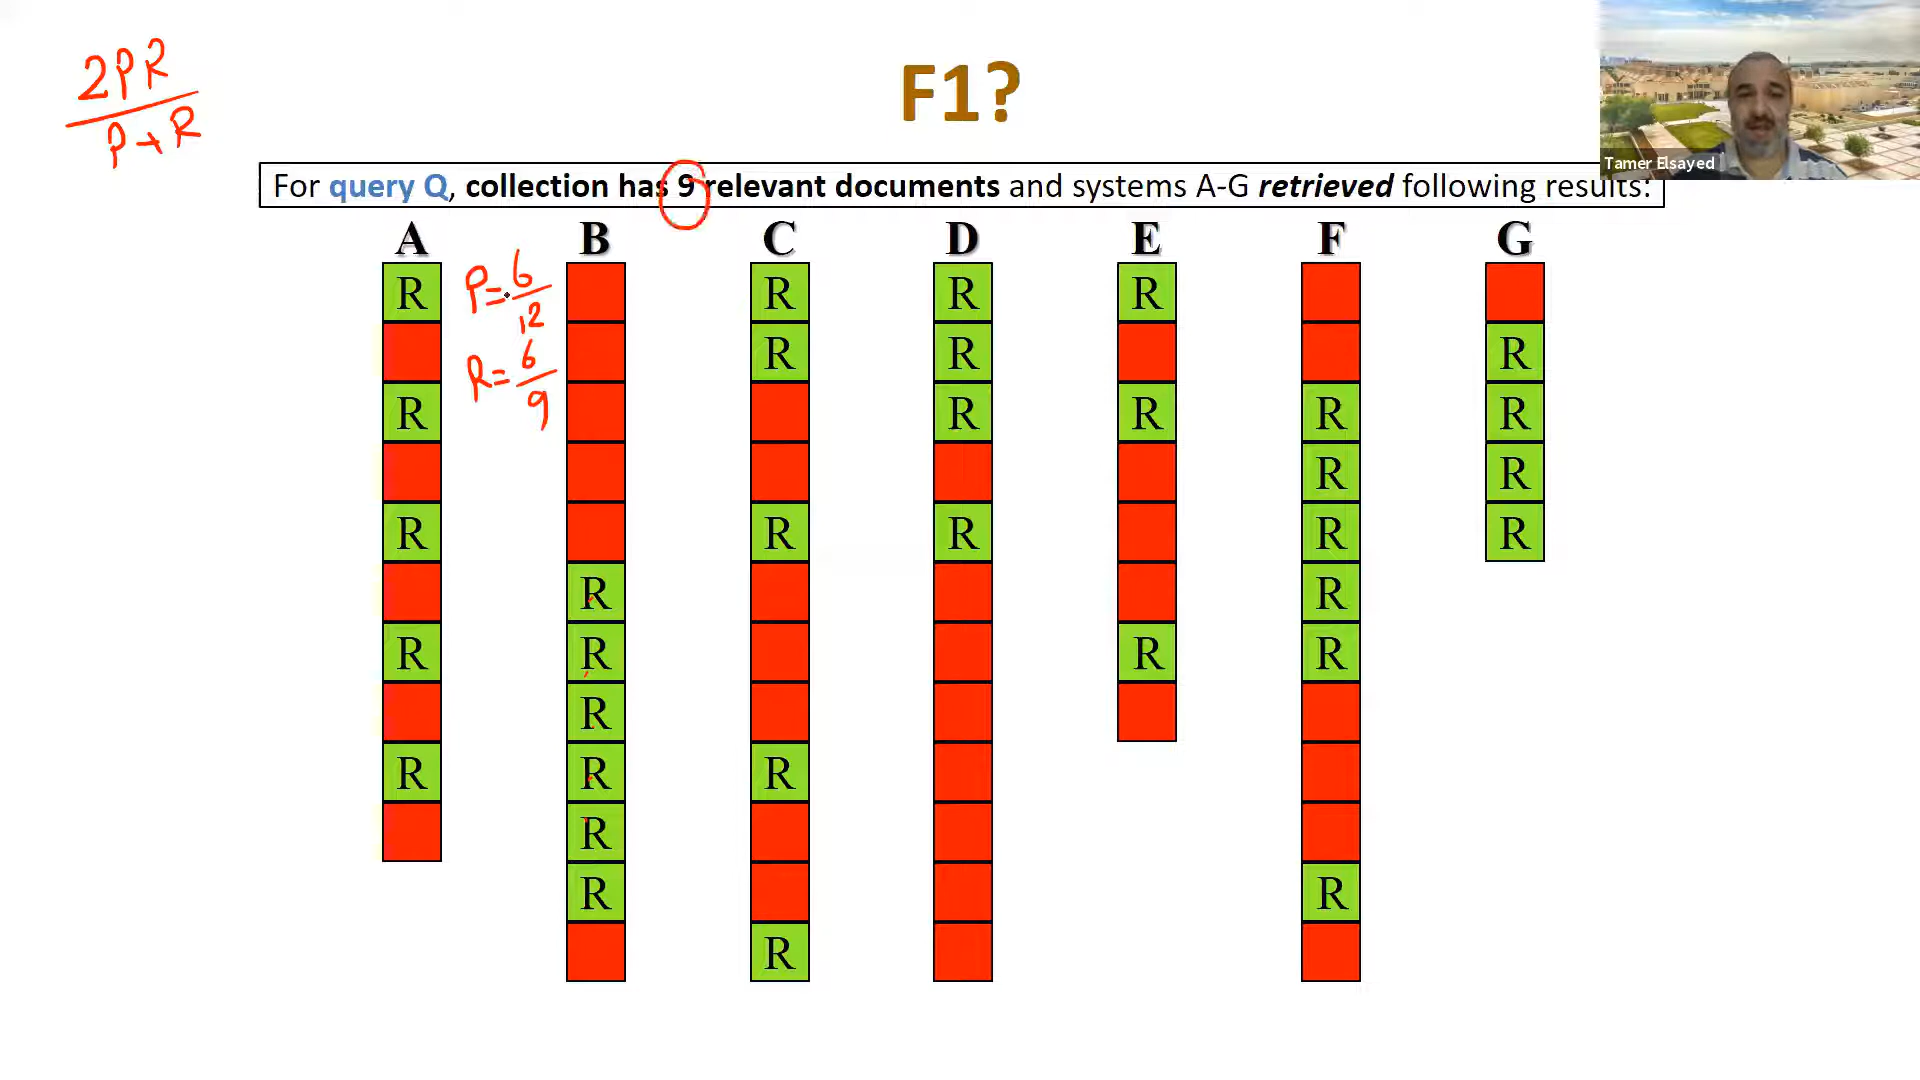 2PR
P+R
F1?
Tamer Elsayed
For query Q, collection has 9 relevant documents and systems A-G retrieved following results:
A B C D E F G
P=6/12
R=6/9
R R R R
R R R
R R R R R
R R
R R R R R
R R
R R R R
R
R R R
R
R R
R